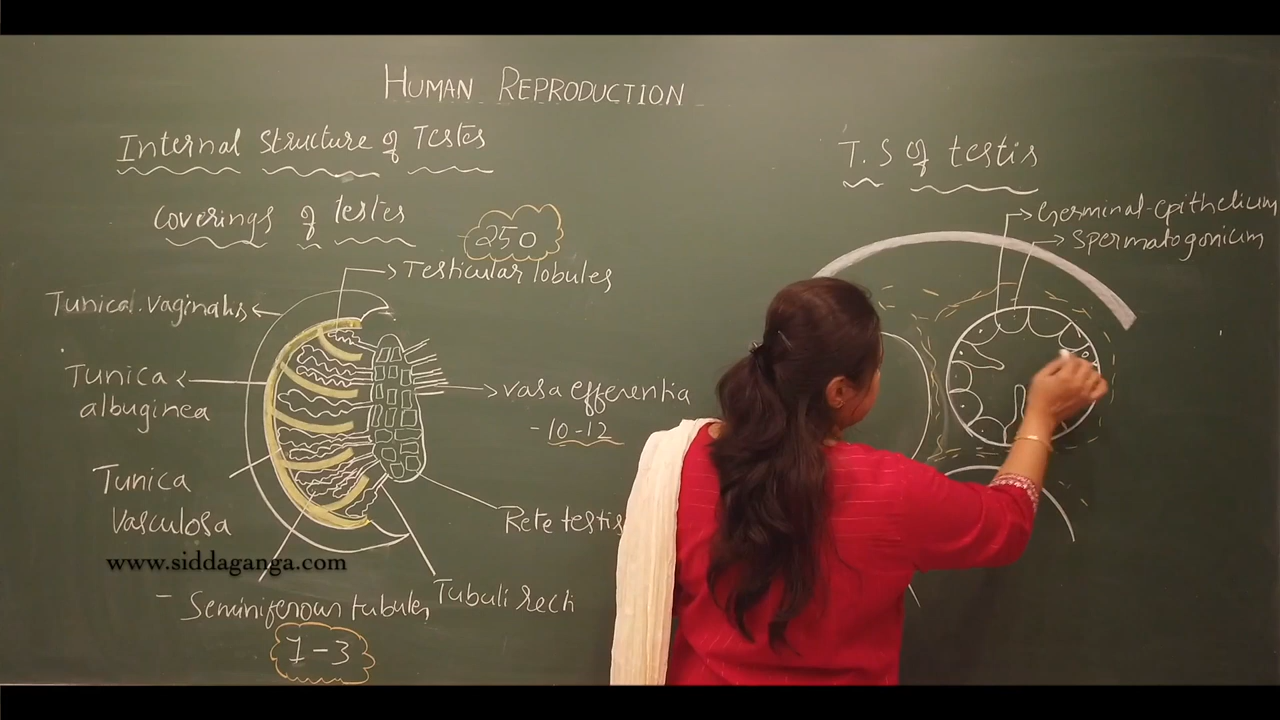 HUMAN REPRODUCTION
Internal Structure of Testes
Coverings of testes
250
Testicular lobules
Tunica vaginalis
Tunica
albuginea
Tunica
Vasculosa
vasa efferentia
- 10-12
Rete testis
Tubuli recti
- Seminiferous tubules
1-3
www.siddaganga.com
T.S of testis
Germinal-epithelium
Spermatogonium